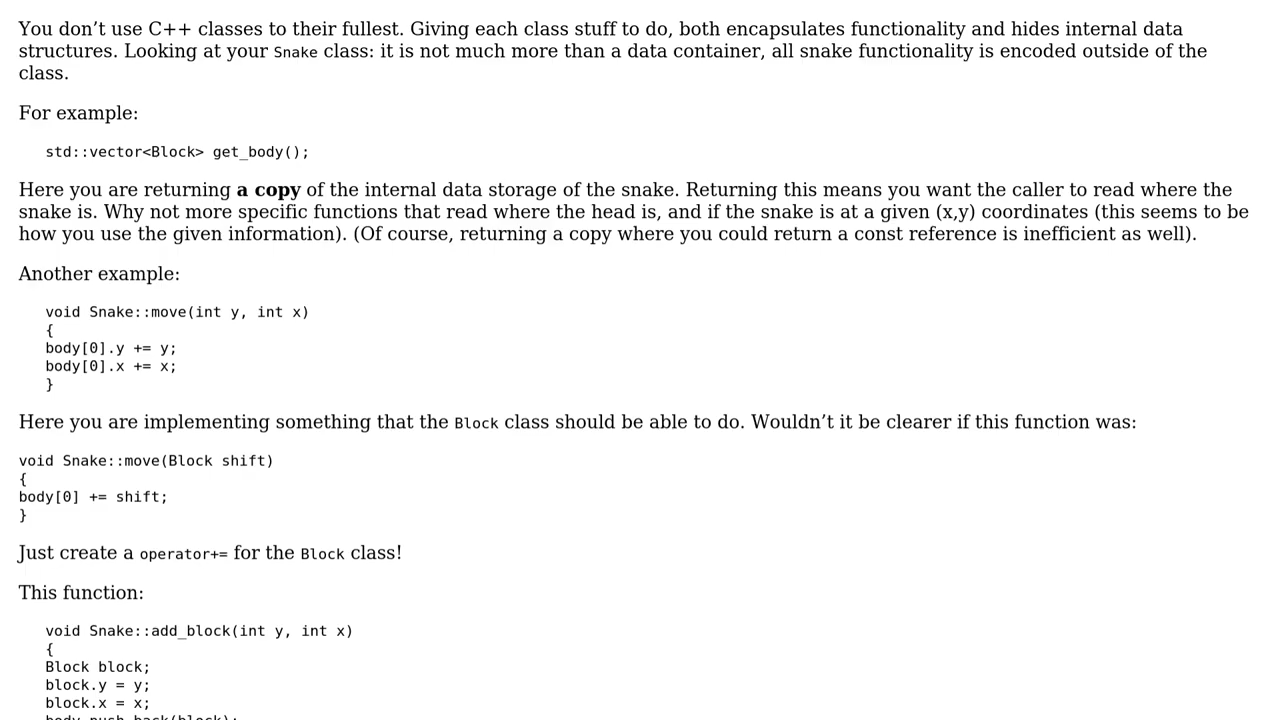 You don’t use C++ classes to their fullest. Giving each class stuff to do, both encapsulates functionality and hides internal data
structures. Looking at your Snake class: it is not much more than a data container, all snake functionality is encoded outside of the
class.
For example:
std::vector<Block> get_body();
Here you are returning a copy of the internal data storage of the snake. Returning this means you want the caller to read where the
snake is. Why not more specific functions that read where the head is, and if the snake is at a given (x,y) coordinates (this seems to be
how you use the given information). (Of course, returning a copy where you could return a const reference is inefficient as well).
Another example:
void Snake::move(int y, int x)
{
body[0].y += y;
body[0].x += x;
}
Here you are implementing something that the Block class should be able to do. Wouldn’t it be clearer if this function was:
void Snake::move(Block shift)
{
body[0] += shift;
}
Just create a operator+= for the Block class!
This function:
void Snake::add_block(int y, int x)
{
Block block;
block.y = y;
block.x = x;
body.push_back(block);